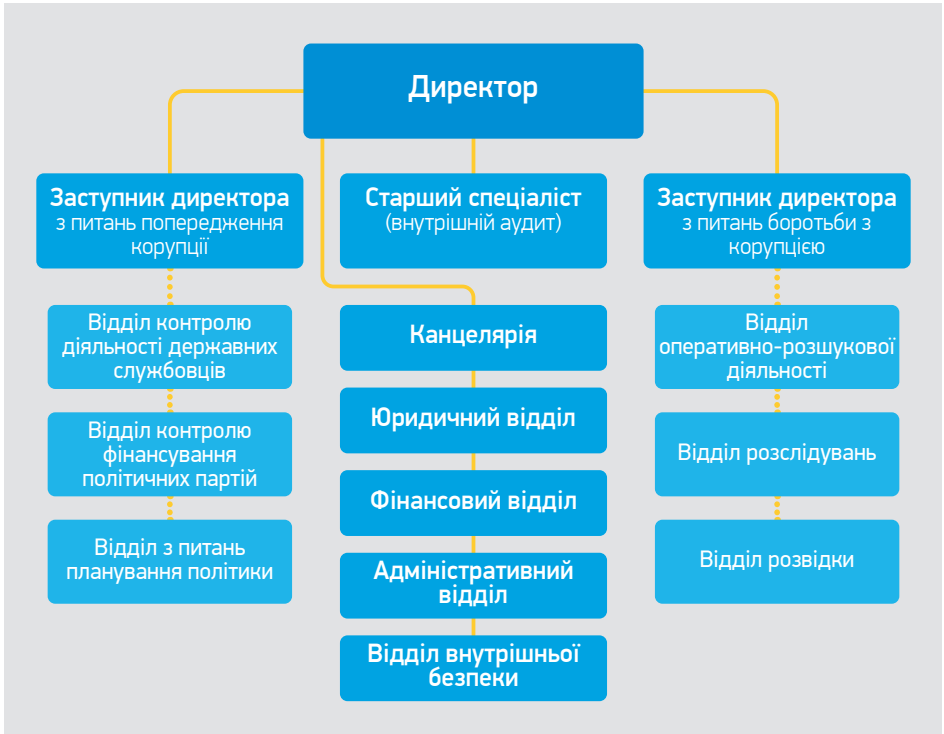 Директор
Заступник директора
з питань попередження
корупції
Старший спеціаліст
(внутрішній аудит)
Заступник директора
з питань боротьби з
корупцією
Відділ контролю
діяльності державних
службовців
Відділ контролю
фінансування
політичних партій
Відділ з питань
планування політики
Канцелярія
Юридичний відділ
Фінансовий відділ
Адміністративний
відділ
Відділ внутрішньої
безпеки
Відділ
оперативно-розшукової
діяльності
Відділ розслідувань
Відділ розвідки